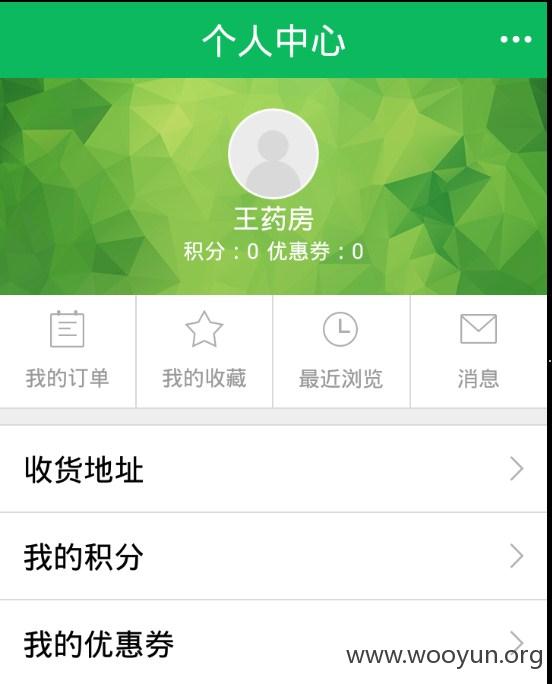 个人中心
王药房
积分：0 优惠券：0
我的订单 我的收藏 最近浏览 消息
收货地址
我的积分
我的优惠券
www.wooyun.org